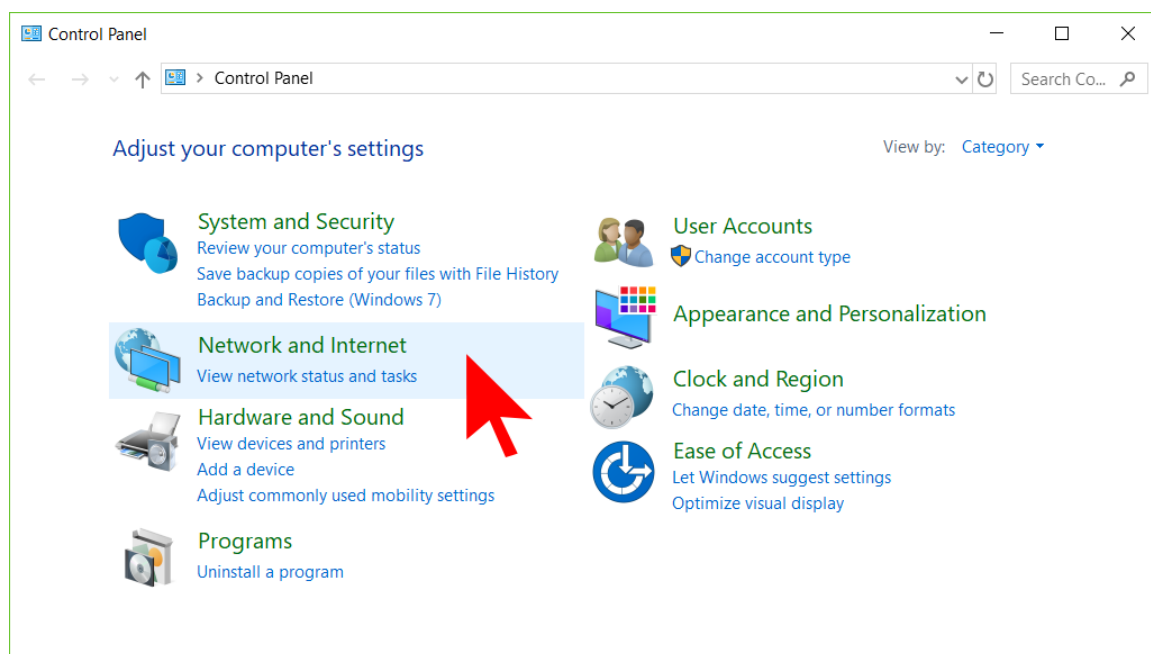 Control Panel
Control Panel
Search Co...
Adjust your computer's settings
View by: Category
System and Security
Review your computer's status
Save backup copies of your files with File History
Backup and Restore (Windows 7)
Network and Internet
View network status and tasks
Hardware and Sound
View devices and printers
Add a device
Adjust commonly used mobility settings
Programs
Uninstall a program
User Accounts
Change account type
Appearance and Personalization
Clock and Region
Change date, time, or number formats
Ease of Access
Let Windows suggest settings
Optimize visual display